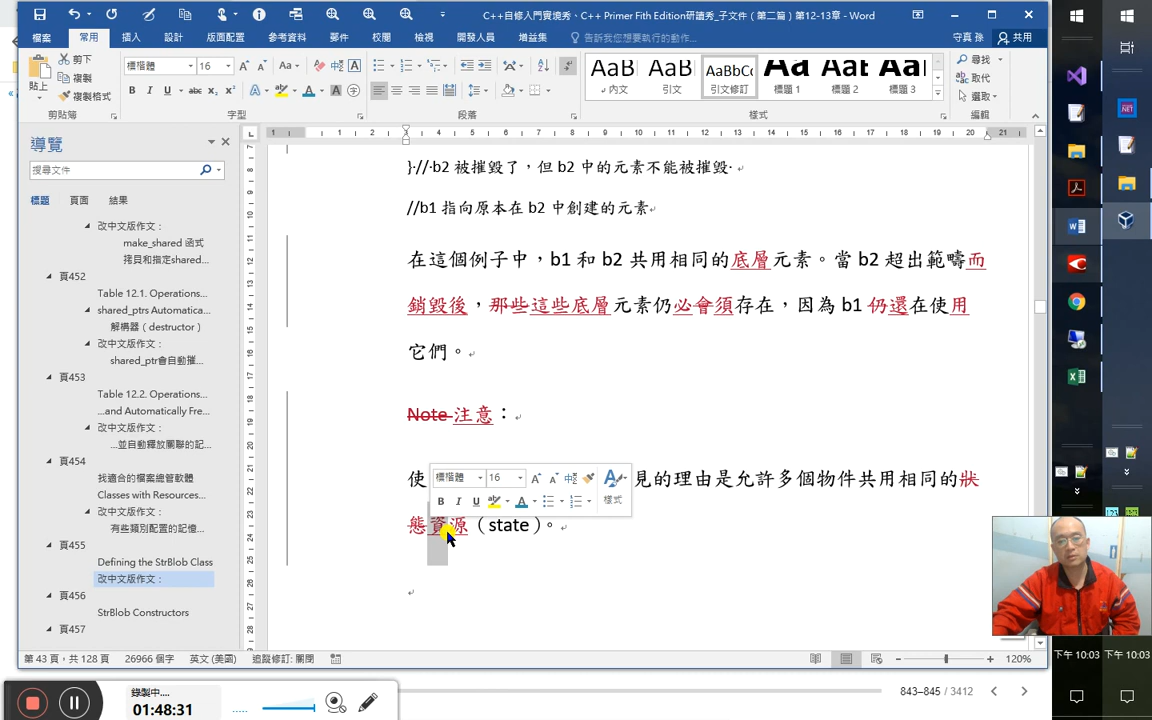 C++自修入門實境秀、C++ Primer Fith Edition研讀秀_子文件（第二篇）第12-13章 - Word
檔案 常用 插入 設計 版面配置 參考資料 郵件 校閱 檢視 開發人員 增益集 告訴我您想要執行的動作... 守真 孫 共用
剪下
複製
複製格式
貼上
標楷體 16
AaB AaB AaBbCc Aa Aat Aal
內文 引文 引文修訂 標題 1 標題 2 標題 3
尋找
取代
選取
剪貼簿 字型 段落 樣式 編輯
導覽
搜尋文件
標題 頁面 結果
改中文版作文：
make_shared 函式
拷貝和指定shared...
頁452
Table 12.1. Operations...
shared_ptrs Automatica...
解構器（destructor）
改中文版作文：
shared_ptr會自動摧...
頁453
Table 12.2. Operations...
...and Automatically Fre...
改中文版作文：
...並自動釋放關聯的記...
頁454
找適合的檔案總管軟體
Classes with Resources...
改中文版作文：
有些類別配置的記憶...
頁455
Defining the StrBlob Class
改中文版作文：
頁456
StrBlob Constructors
頁457
}·//·b2 被摧毀了，但 b2 中的元素不能被摧毀·
//b1 指向原本在 b2 中創建的元素
在這個例子中，b1 和 b2 共用相同的底層元素。當 b2 超出範疇而
銷毀後，那些這些底層元素仍必會須存在，因為 b1 仍還在使用
它們。
Note 注意：
使
見的理由是允許多個物件共用相同的狀
態資源（state）。
標楷體 16
樣式
第 43 頁，共 128 頁 26966 個字 英文 (美國) 追蹤修訂: 關閉 120%
錄製中....
01:48:31
843–845 / 3412
下午 10:03 下午 10:03